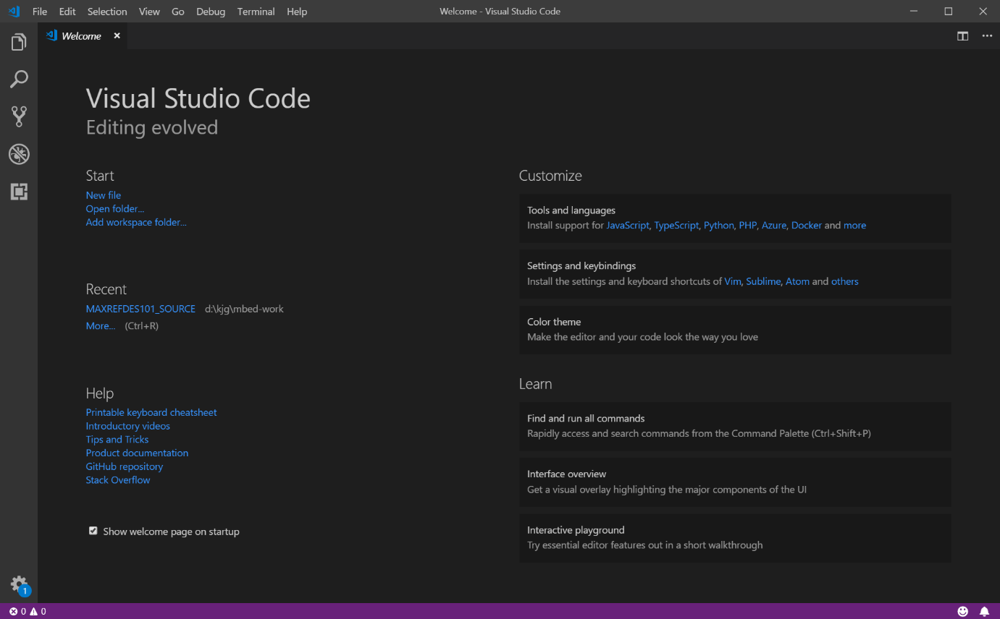 File Edit Selection View Go Debug Terminal Help Welcome - Visual Studio Code
Welcome
Visual Studio Code
Editing evolved
Start
New file
Open folder...
Add workspace folder...
Recent
MAXREFDES101_SOURCE d:\kjg\mbed-work
More... (Ctrl+R)
Help
Printable keyboard cheatsheet
Introductory videos
Tips and Tricks
Product documentation
GitHub repository
Stack Overflow
Show welcome page on startup
Customize
Tools and languages
Install support for JavaScript, TypeScript, Python, PHP, Azure, Docker and more
Settings and keybindings
Install the settings and keyboard shortcuts of Vim, Sublime, Atom and others
Color theme
Make the editor and your code look the way you love
Learn
Find and run all commands
Rapidly access and search commands from the Command Palette (Ctrl+Shift+P)
Interface overview
Get a visual overlay highlighting the major components of the UI
Interactive playground
Try essential editor features out in a short walkthrough
1
0 0